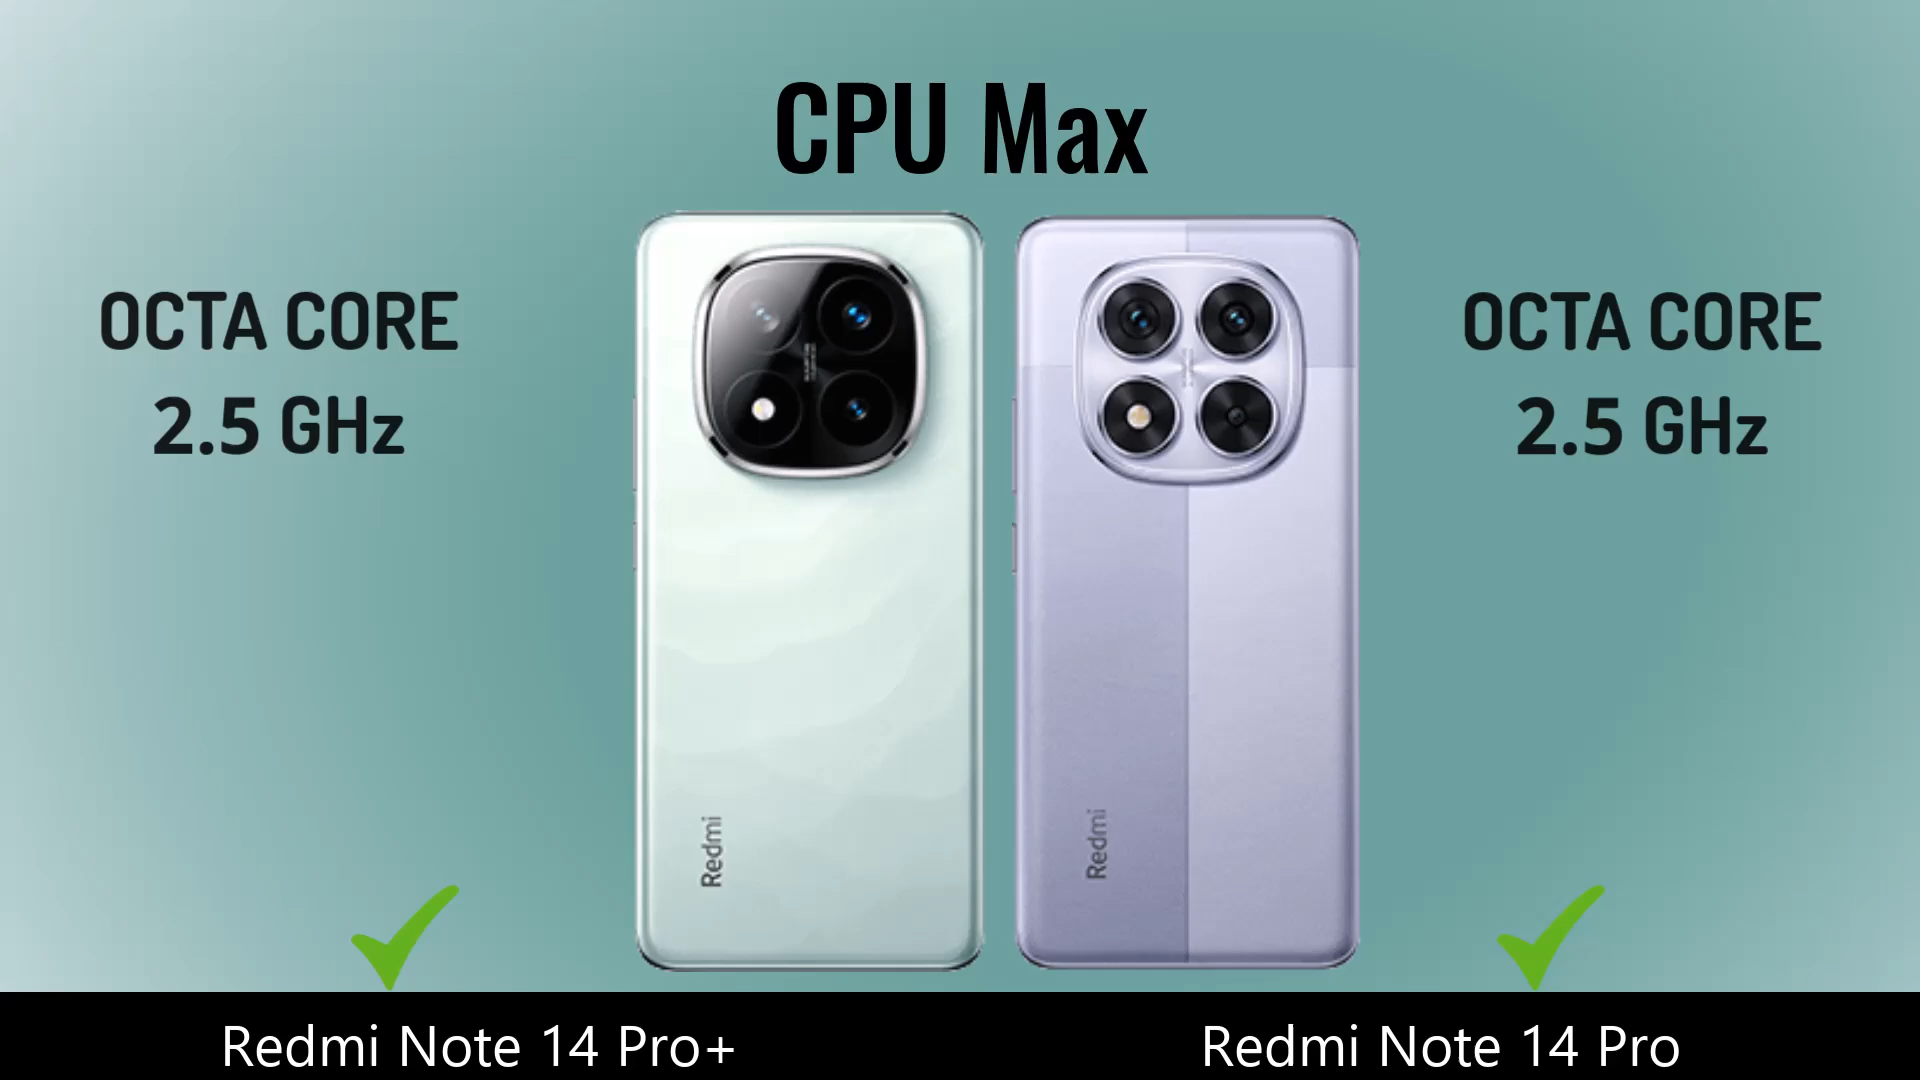 CPU Max
OCTA CORE
2.5 GHz
OCTA CORE
2.5 GHz
Redmi
Redmi
Redmi Note 14 Pro+
Redmi Note 14 Pro